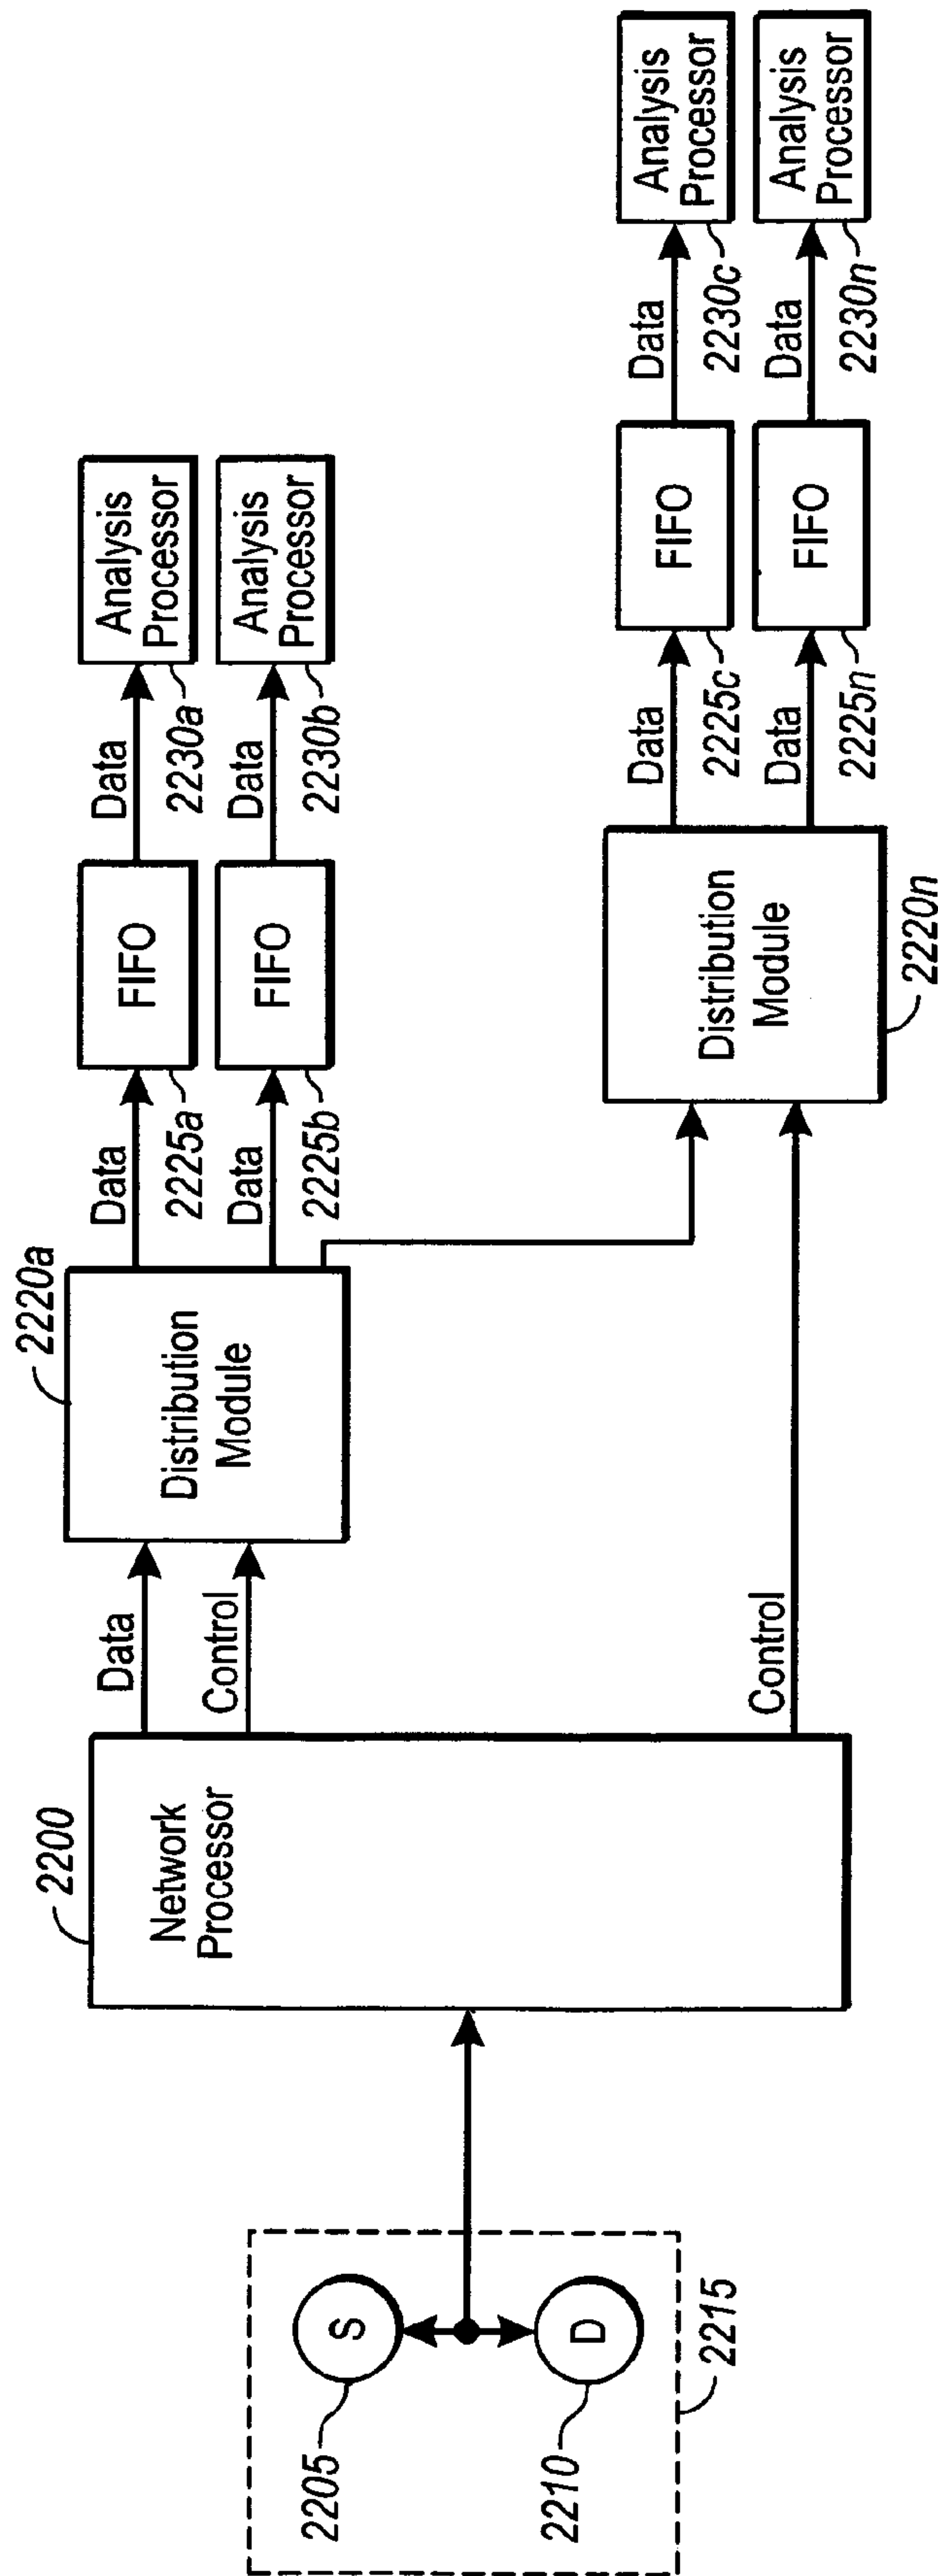 2205
S
2210
D
2215
2200
Network
Processor
Data
Control
Control
2220a
Distribution
Module
Data
2225a
Data
2225b
FIFO
FIFO
Data
2230a
Data
2230b
Analysis
Processor
Analysis
Processor
Distribution
Module
2220n
Data
2225c
Data
2225n
FIFO
FIFO
Data
2230c
Data
2230n
Analysis
Processor
Analysis
Processor